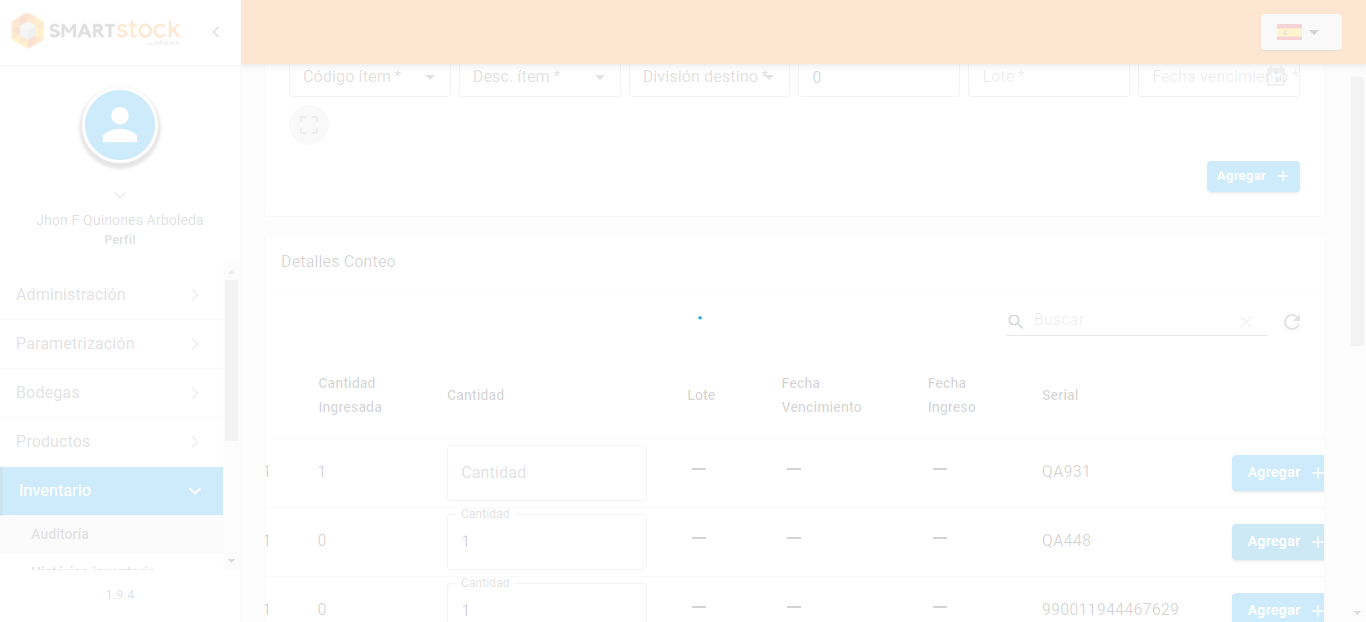 SMARTstock
Código ítem *
Desc. ítem *
División destino *
0
Lote *
Fecha vencimiento *
Agregar
Jhon F Quinones Arboleda
Perfil
Administración
Parametrización
Bodegas
Productos
Inventario
Auditoría
Histórico inventario
1.9.4
Detalles Conteo
Buscar
Cantidad
Ingresada
Cantidad
Lote
Fecha
Vencimiento
Fecha
Ingreso
Serial
1
1
Cantidad
—
—
—
QA931
Agregar
1
0
Cantidad
1
—
—
—
QA448
Agregar
1
0
Cantidad
1
—
—
—
990011944467629
Agregar